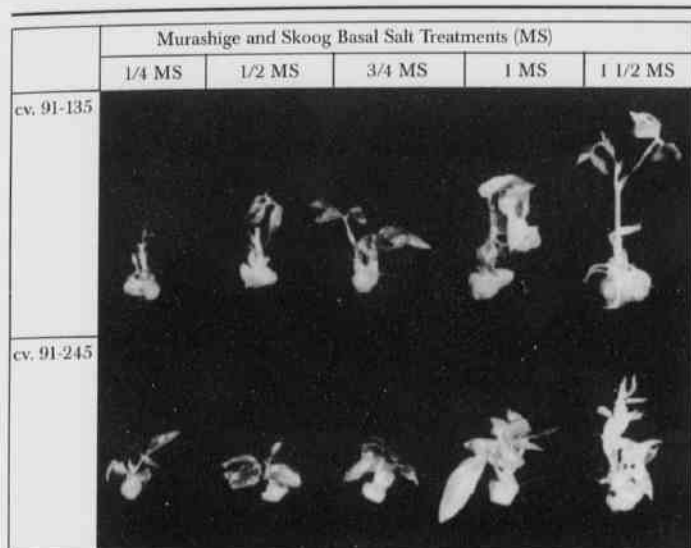 Murashige and Skoog Basal Salt Treatments (MS)
1/4 MS 1/2 MS 3/4 MS 1 MS 1 1/2 MS
cv. 91-135
cv. 91-245